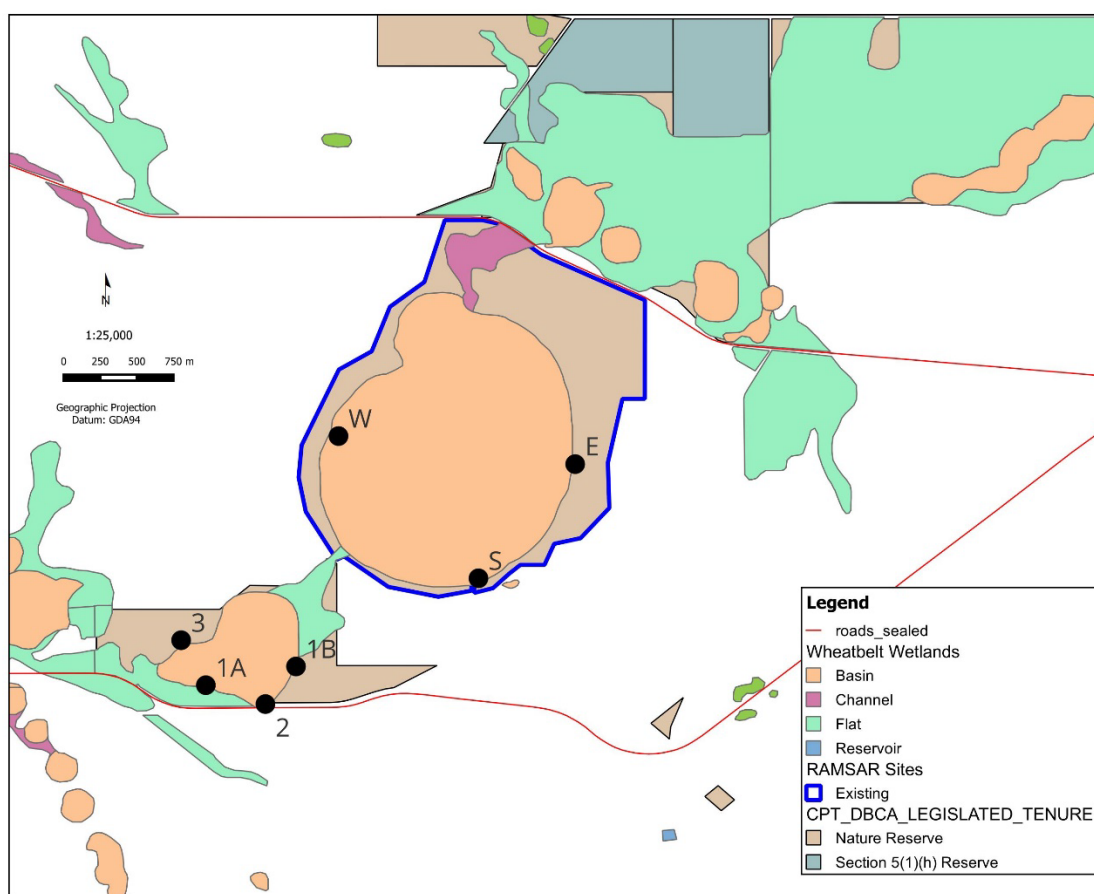 N
1:25,000
0 250 500 750 m
Geographic Projection
Datum: GDA94
W
E
S
3
1B
1A
2
Legend
roads_sealed
Wheatbelt Wetlands
Basin
Channel
Flat
Reservoir
RAMSAR Sites
Existing
CPT_DBCA_LEGISLATED_TENURE
Nature Reserve
Section 5(1)(h) Reserve